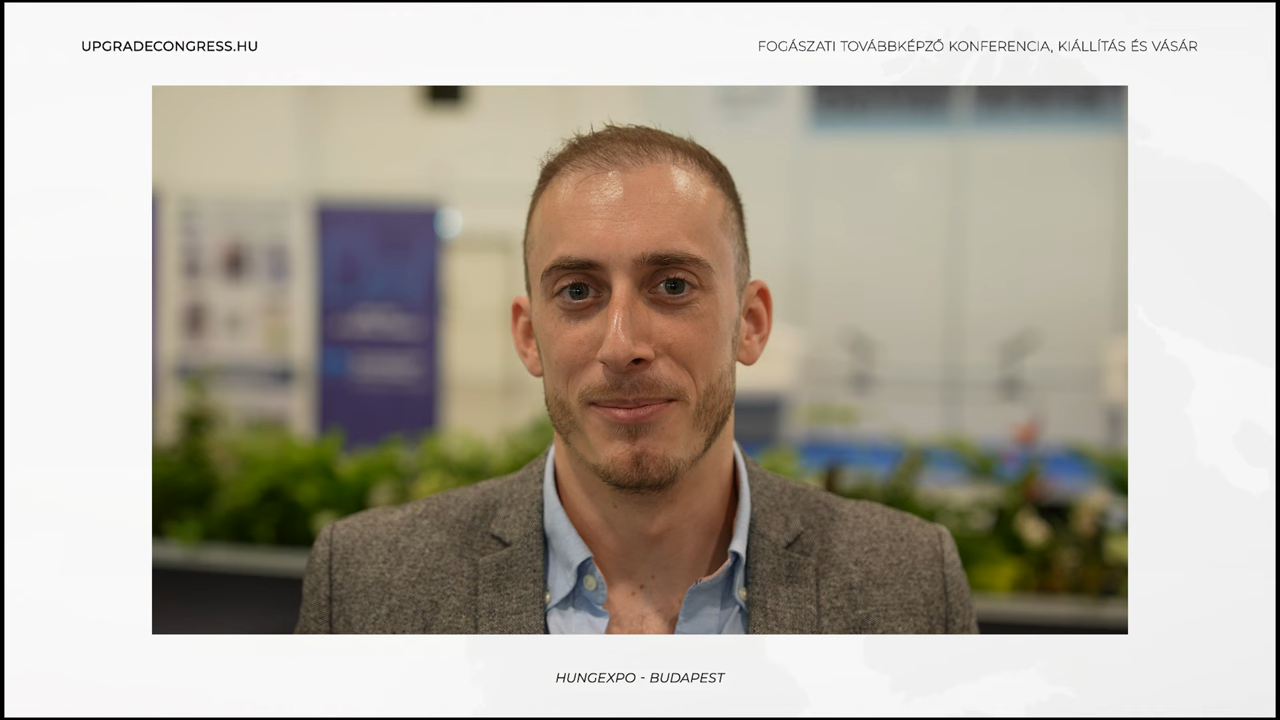 UPGRADECONGRESS.HU
FOGÁSZATI TOVÁBBKÉPZŐ KONFERENCIA, KIÁLLÍTÁS ÉS VÁSÁR
HUNGEXPO - BUDAPEST